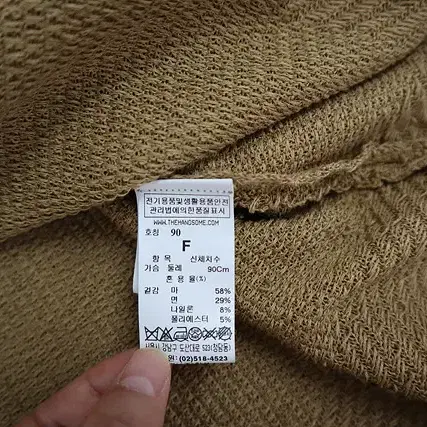 전기용품및생활용품안전
관리법에의한품질표시
WWW.THEHANDSOME.COM
호칭 90
F
항 목 신체치수
가슴 둘레 90Cm
혼 용 율(%)
겉감 마 58%
면 29%
나일론 8%
폴리에스터 5%
서울시 강남구 도산대로 523(청담동)
원: (02)518-4523